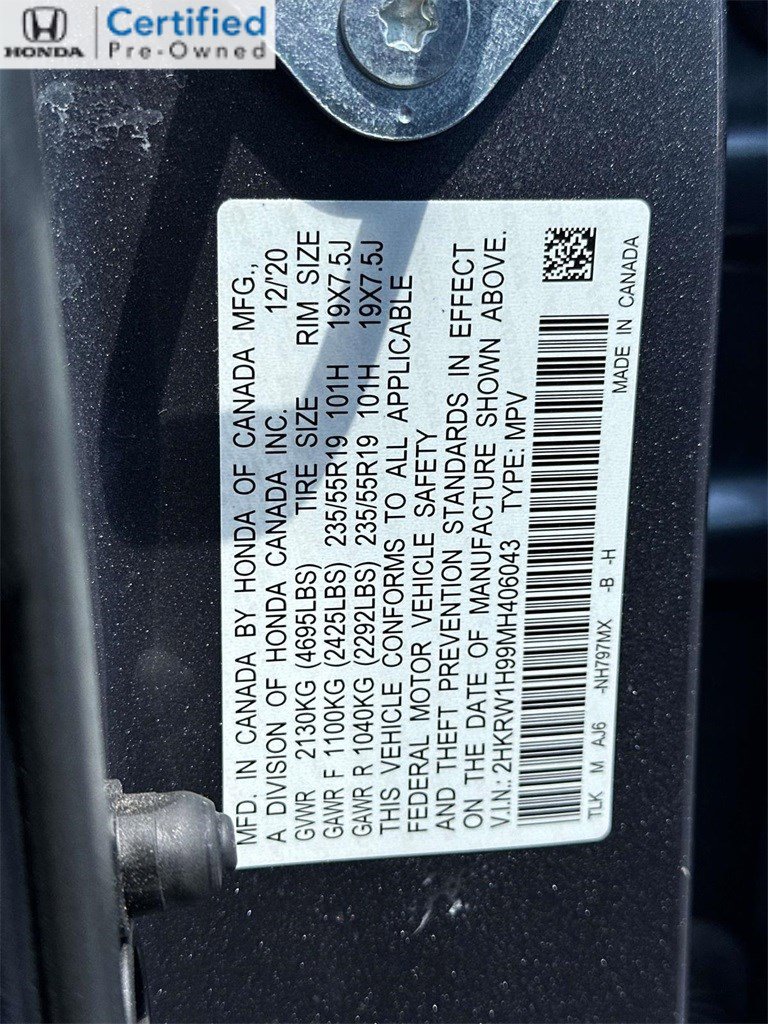 HONDA
Certified
Pre-Owned
MFD. IN CANADA BY HONDA OF CANADA MFG.,
A DIVISION OF HONDA CANADA INC. 12/'20
GVWR 2130KG (4695LBS) TIRE SIZE RIM SIZE
GAWR F 1100KG (2425LBS) 235/55R19 101H 19X7.5J
GAWR R 1040KG (2292LBS) 235/55R19 101H 19X7.5J
THIS VEHICLE CONFORMS TO ALL APPLICABLE
FEDERAL MOTOR VEHICLE SAFETY
AND THEFT PREVENTION STANDARDS IN EFFECT
ON THE DATE OF MANUFACTURE SHOWN ABOVE.
V.I.N.: 2HKRW1H99MH406043 TYPE: MPV
TLK M AJ6 -NH797MX -B -H
MADE IN CANADA